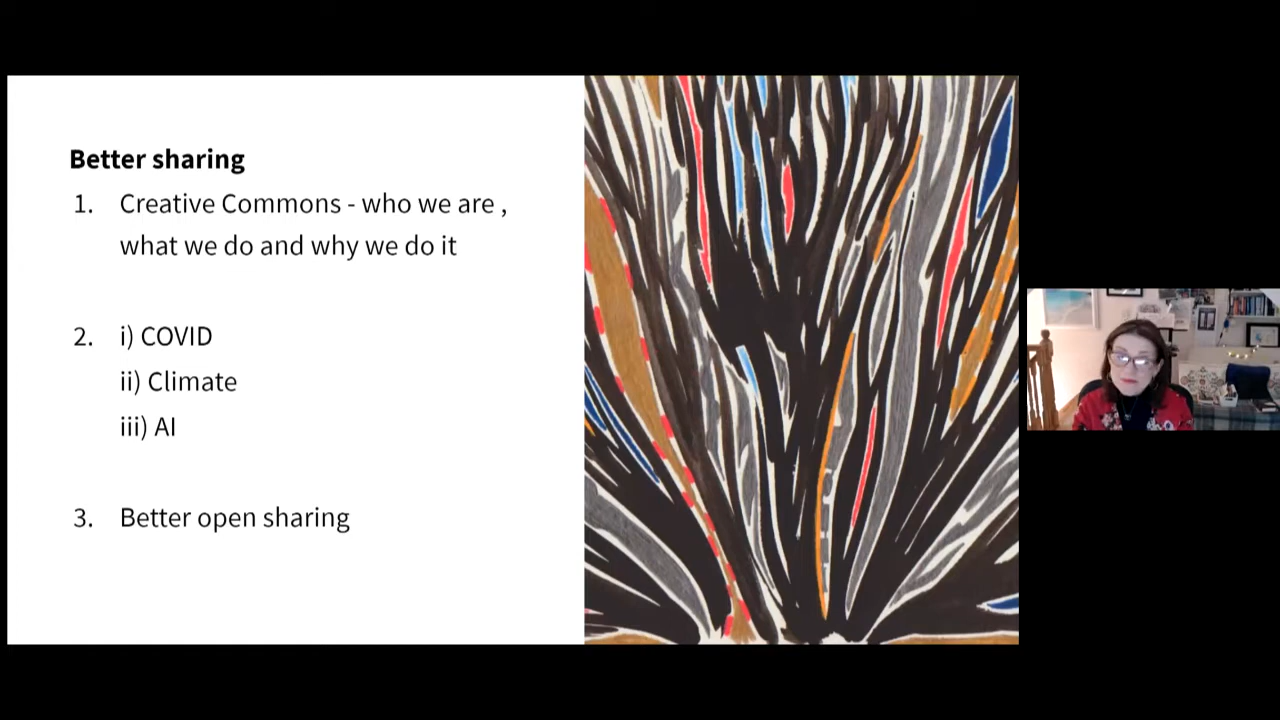 Better sharing
1. Creative Commons - who we are ,
what we do and why we do it
2. i) COVID
ii) Climate
iii) AI
3. Better open sharing